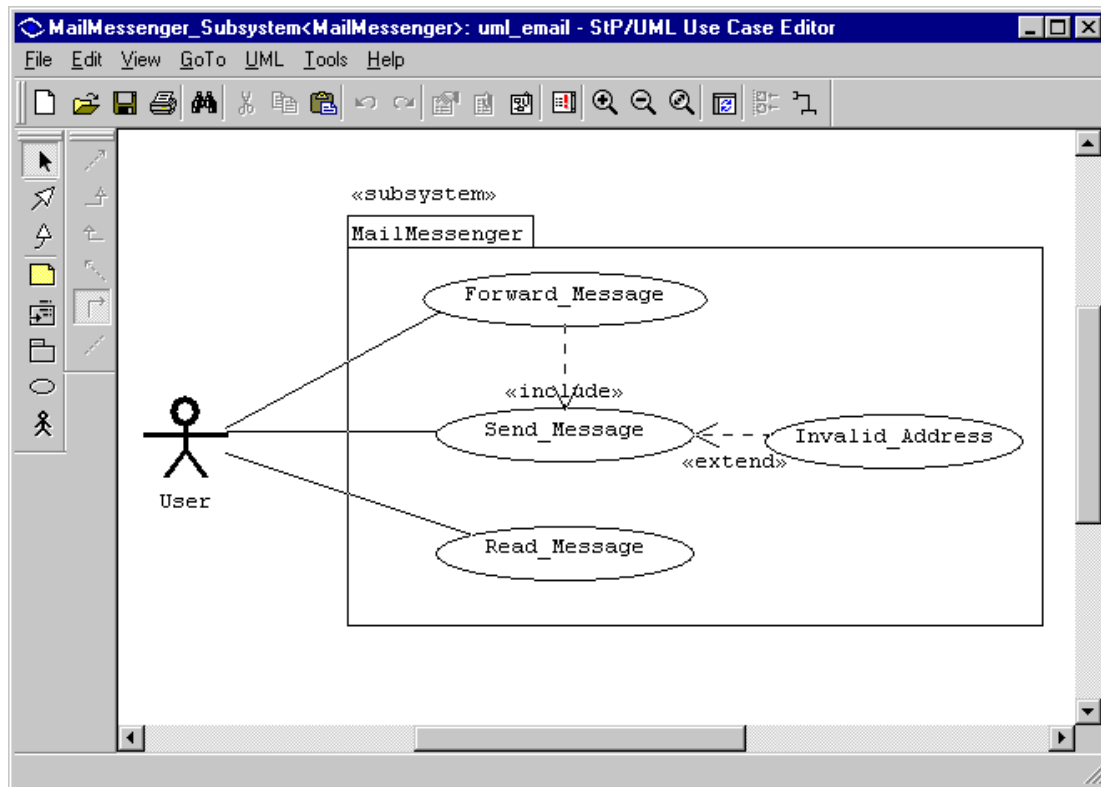 MailMessenger_Subsystem<MailMessenger>: uml_email - StP/UML Use Case Editor
File Edit View GoTo UML Tools Help
«subsystem»
MailMessenger
Forward_Message
«include»
Send_Message
Invalid_Address
«extend»
User
Read_Message